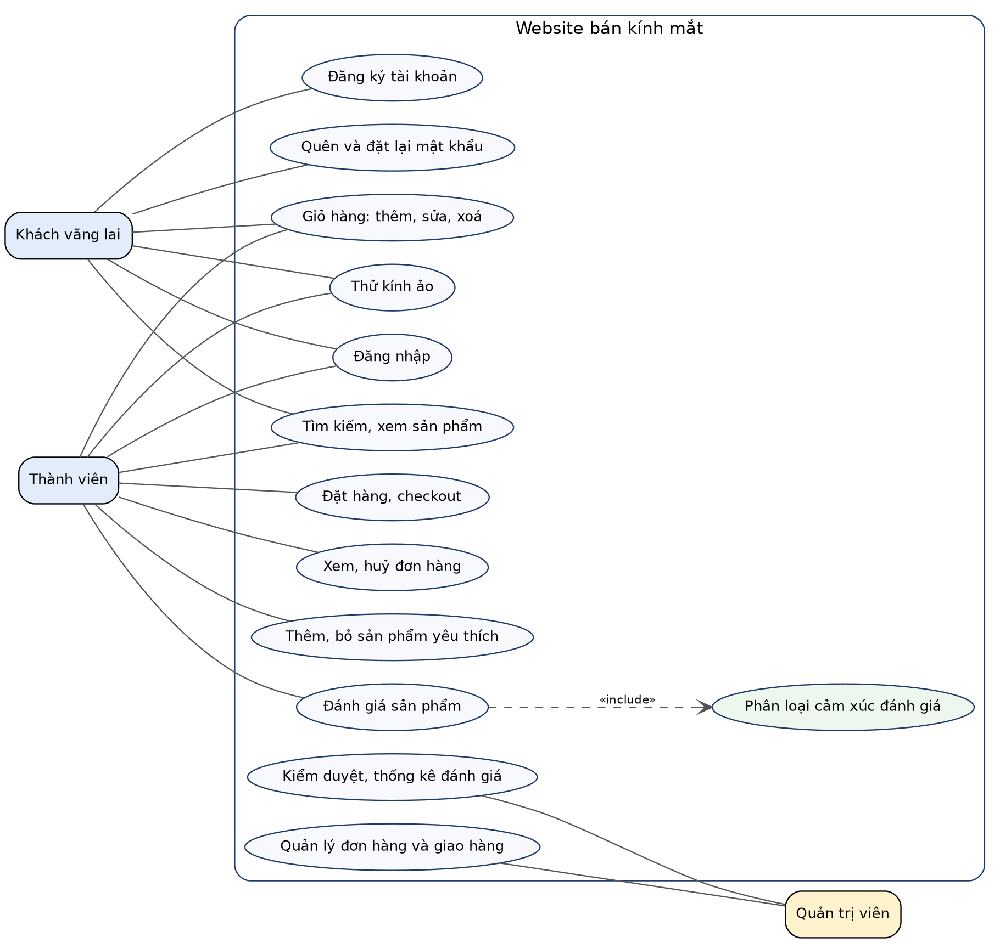 Website bán kính mắt
Đăng ký tài khoản
Quên và đặt lại mật khẩu
Giỏ hàng: thêm, sửa, xoá
Khách vãng lai
Thử kính ảo
Đăng nhập
Tìm kiếm, xem sản phẩm
Thành viên
Đặt hàng, checkout
Xem, huỷ đơn hàng
Thêm, bỏ sản phẩm yêu thích
Đánh giá sản phẩm
«include»
Phân loại cảm xúc đánh giá
Kiểm duyệt, thống kê đánh giá
Quản lý đơn hàng và giao hàng
Quản trị viên